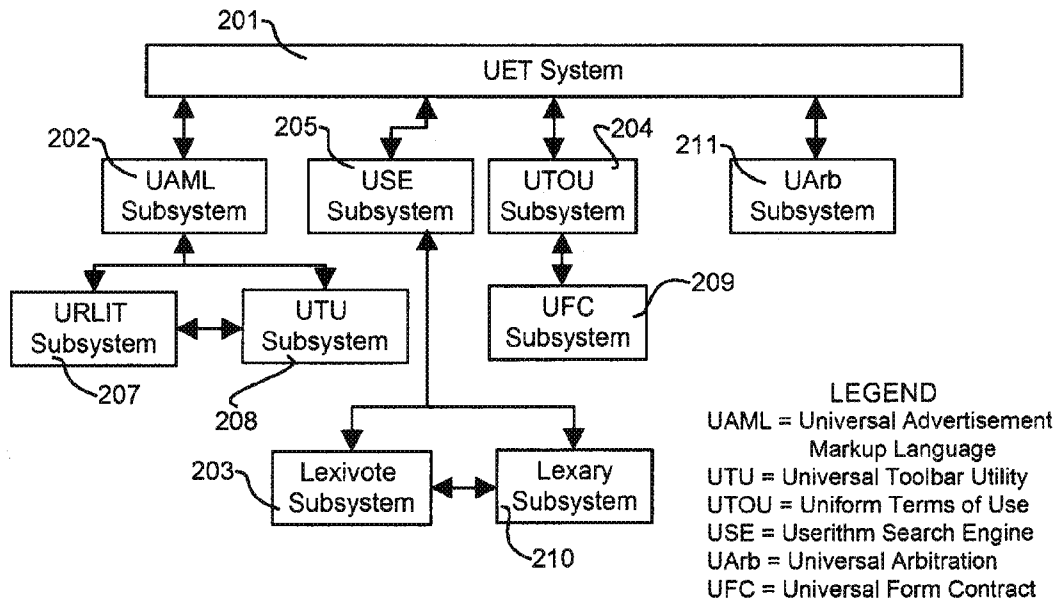 201
UET System
202
205
204
211
UAML
Subsystem
USE
Subsystem
UTOU
Subsystem
UArb
Subsystem
URLIT
Subsystem
UTU
Subsystem
UFC
Subsystem
209
207
208
Lexivote
Subsystem
Lexary
Subsystem
203
210
LEGEND
UAML = Universal Advertisement
Markup Language
UTU = Universal Toolbar Utility
UTOU = Uniform Terms of Use
USE = Userithm Search Engine
UArb = Universal Arbitration
UFC = Universal Form Contract